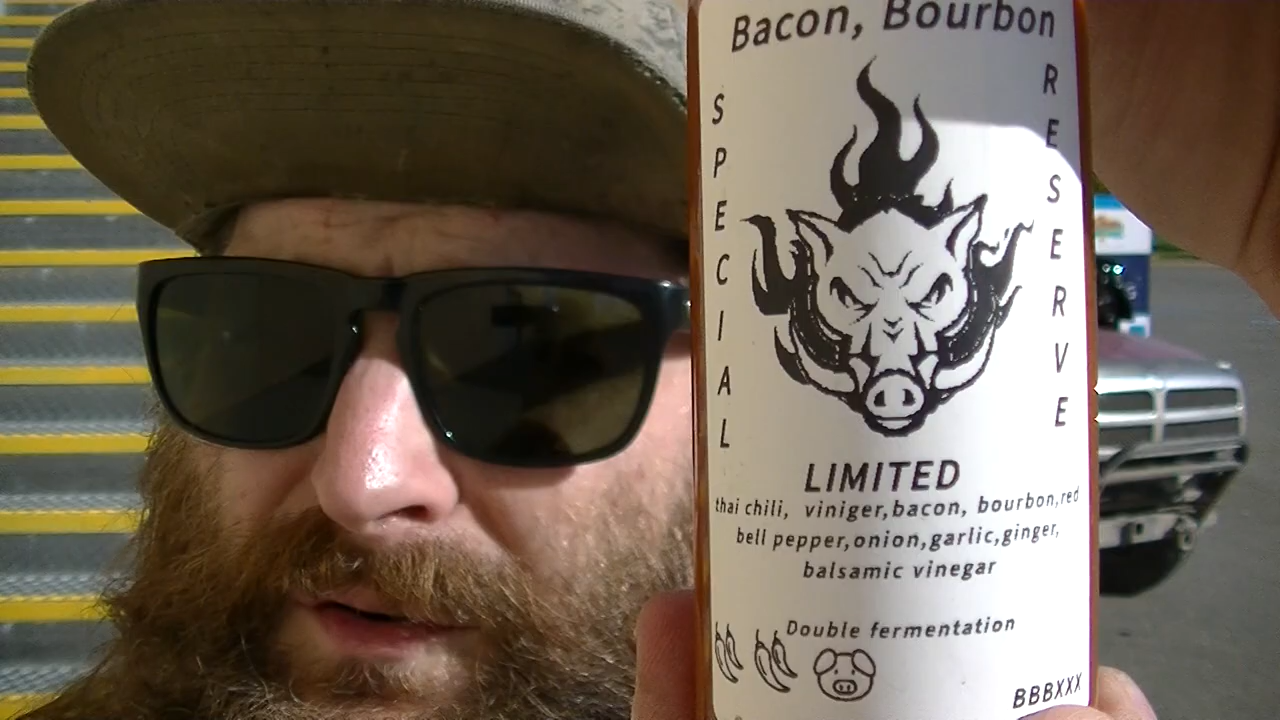 Bacon, Bourbon
SPECIAL
RESERVE
LIMITED
thai chili, viniger,bacon, bourbon,red
bell pepper,onion,garlic,ginger,
balsamic vinegar
Double fermentation
BBBXXX